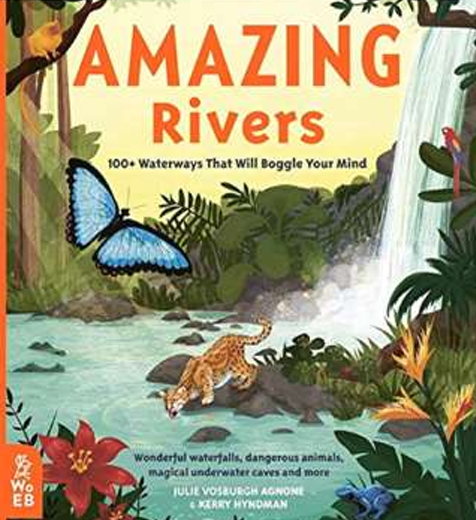 AMAZING
Rivers
100+ Waterways That Will Boggle Your Mind
Wonderful waterfalls, dangerous animals,
magical underwater caves and more
JULIE VOSBURGH AGNONE
& KERRY HYNDMAN
W o
EB